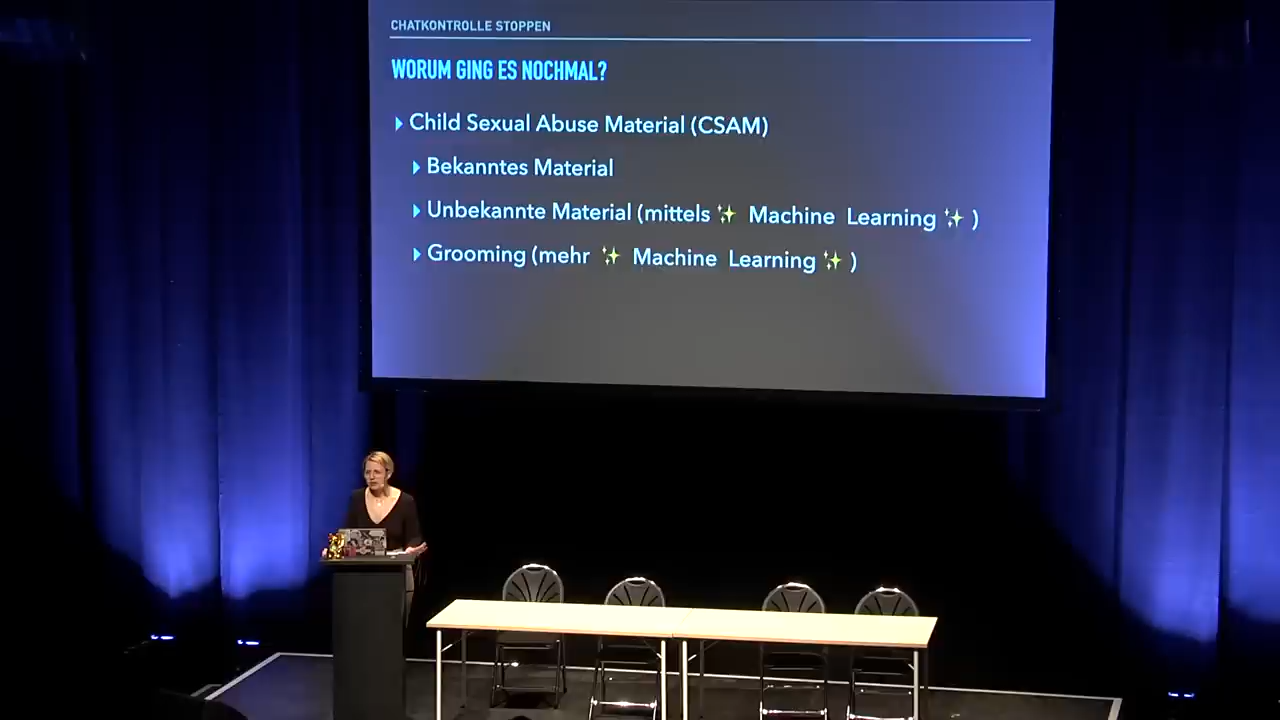 CHATKONTROLLE STOPPEN
WORUM GING ES NOCHMAL?
Child Sexual Abuse Material (CSAM)
Bekanntes Material
Unbekannte Material (mittels ✨ Machine Learning ✨ )
Grooming (mehr ✨ Machine Learning ✨ )